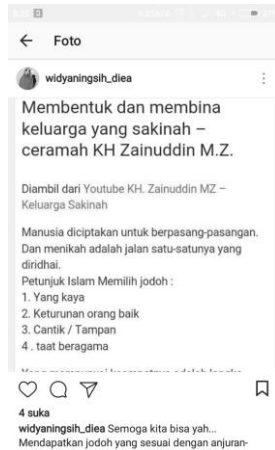 Foto
widyaningsih_diea
Membentuk dan membina
keluarga yang sakinah –
ceramah KH Zainuddin M.Z.
Diambil dari Youtube KH. Zainuddin MZ –
Keluarga Sakinah
Manusia diciptakan untuk berpasang-pasangan.
Dan menikah adalah jalan satu-satunya yang
diridhai.
Petunjuk Islam Memilih jodoh :
1. Yang kaya
2. Keturunan orang baik
3. Cantik / Tampan
4 . taat beragama
4 suka
widyaningsih_diea Semoga kita bisa yah...
Mendapatkan jodoh yang sesuai dengan anjuran-